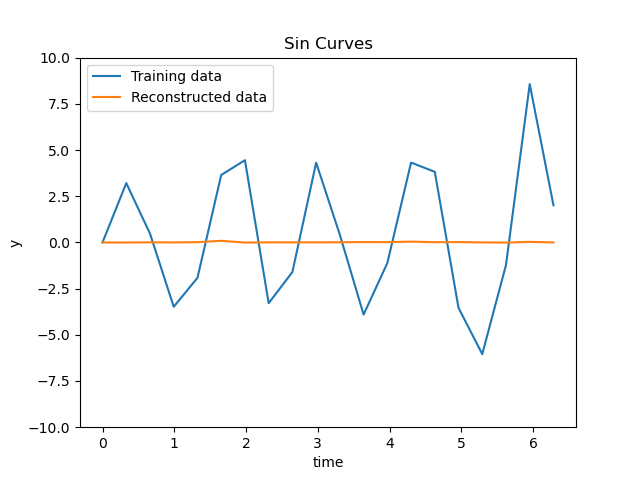 Sin Curves
Training data
Reconstructed data
10.0
7.5
5.0
2.5
0.0
−2.5
−5.0
−7.5
−10.0
y
0 1 2 3 4 5 6
time